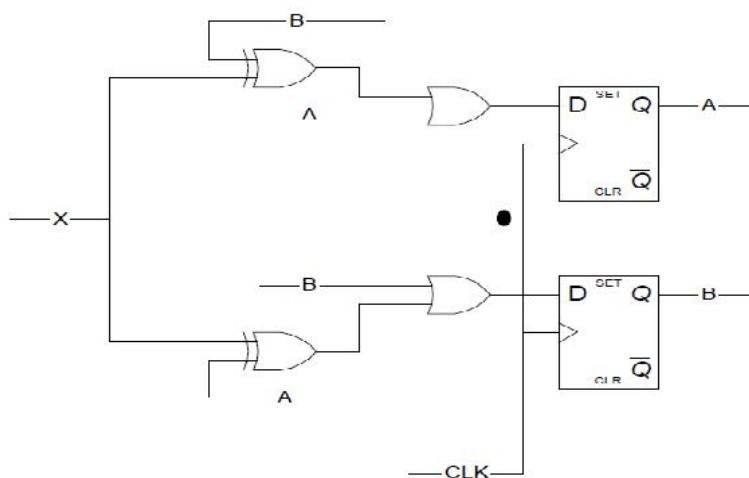 B
Λ
D SET Q A
CLR Q
X
B
D SET Q B
CLR Q
A
CLK